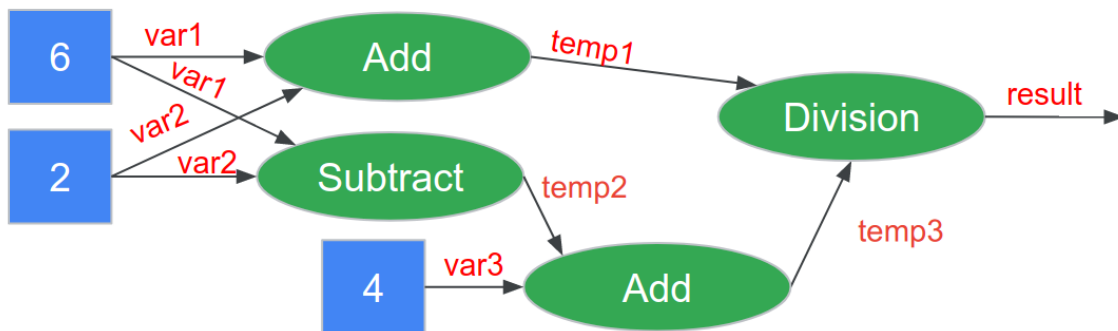 6
var1
Add
temp1
var1
var2
Division
result
2
var2
Subtract
temp2
temp3
4
var3
Add